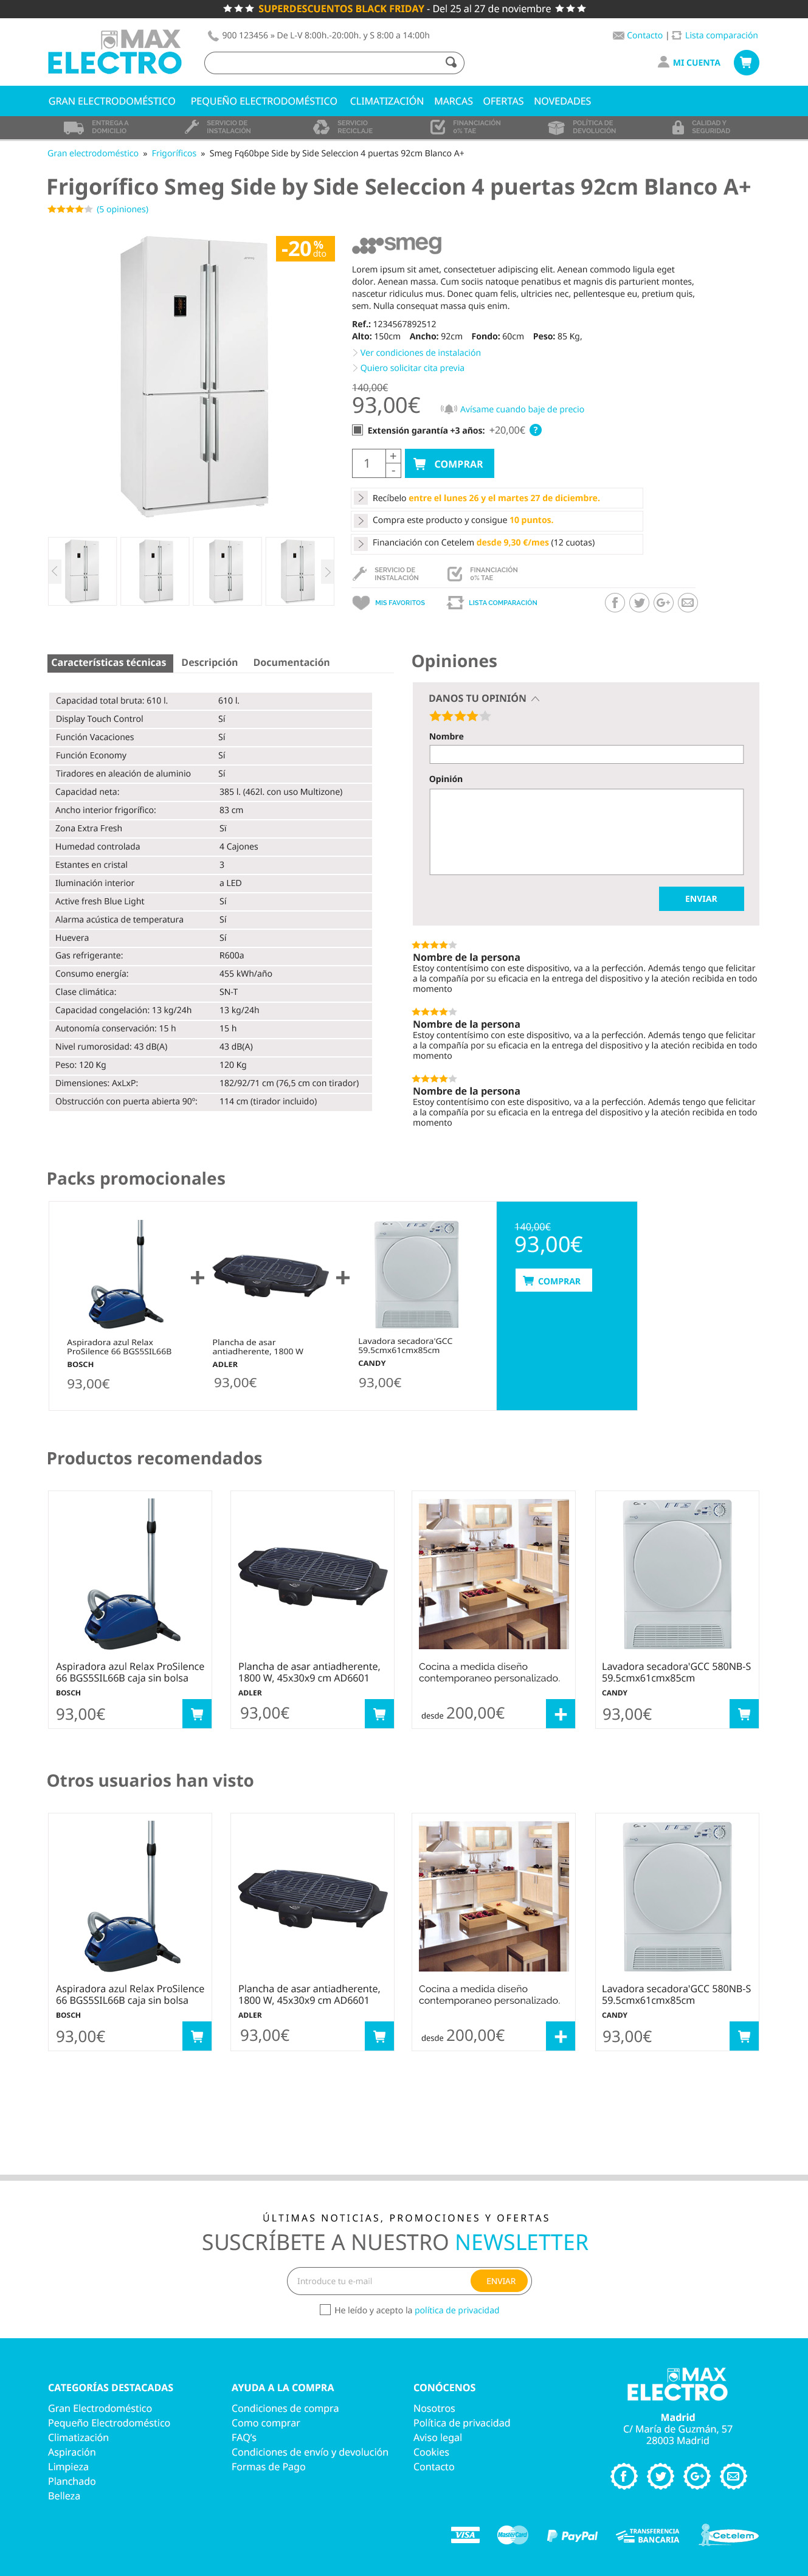 SUPERDESCUENTOS BLACK FRIDAY - Del 25 al 27 de noviembre
MAX
ELECTRO
900 123456 » De L-V 8:00h.-20:00h. y S 8:00 a 14:00h
Contacto | Lista comparación
MI CUENTA
GRAN ELECTRODOMÉSTICO PEQUEÑO ELECTRODOMÉSTICO CLIMATIZACIÓN MARCAS OFERTAS NOVEDADES
ENTREGA A
DOMICILIO
SERVICIO DE
INSTALACIÓN
SERVICIO
RECICLAJE
FINANCIACIÓN
0% TAE
POLÍTICA DE
DEVOLUCIÓN
CALIDAD Y
SEGURIDAD
Gran electrodoméstico » Frigoríficos » Smeg Fq60bpe Side by Side Seleccion 4 puertas 92cm Blanco A+
Frigorífico Smeg Side by Side Seleccion 4 puertas 92cm Blanco A+
(5 opiniones)
-20 % dto
smeg
Lorem ipsum sit amet, consectetuer adipiscing elit. Aenean commodo ligula eget
dolor. Aenean massa. Cum sociis natoque penatibus et magnis dis parturient montes,
nascetur ridiculus mus. Donec quam felis, ultricies nec, pellentesque eu, pretium quis,
sem. Nulla consequat massa quis enim.
Ref.: 1234567892512
Alto: 150cm Ancho: 92cm Fondo: 60cm Peso: 85 Kg,
Ver condiciones de instalación
Quiero solicitar cita previa
140,00€
93,00€
Avísame cuando baje de precio
Extensión garantía +3 años: +20,00€ ?
1 + -
COMPRAR
Recíbelo entre el lunes 26 y el martes 27 de diciembre.
Compra este producto y consigue 10 puntos.
Financiación con Cetelem desde 9,30 €/mes (12 cuotas)
SERVICIO DE
INSTALACIÓN
FINANCIACIÓN
0% TAE
MIS FAVORITOS
LISTA COMPARACIÓN
Características técnicas Descripción Documentación
Capacidad total bruta: 610 l. 610 l.
Display Touch Control Sí
Función Vacaciones Sí
Función Economy Sí
Tiradores en aleación de aluminio Sí
Capacidad neta: 385 l. (462l. con uso Multizone)
Ancho interior frigorífico: 83 cm
Zona Extra Fresh Sï
Humedad controlada 4 Cajones
Estantes en cristal 3
Iluminación interior a LED
Active fresh Blue Light Sí
Alarma acústica de temperatura Sí
Huevera Sí
Gas refrigerante: R600a
Consumo energía: 455 kWh/año
Clase climática: SN-T
Capacidad congelación: 13 kg/24h 13 kg/24h
Autonomía conservación: 15 h 15 h
Nivel rumorosidad: 43 dB(A) 43 dB(A)
Peso: 120 Kg 120 Kg
Dimensiones: AxLxP: 182/92/71 cm (76,5 cm con tirador)
Obstrucción con puerta abierta 90º: 114 cm (tirador incluido)
Opiniones
DANOS TU OPINIÓN
Nombre
Opinión
ENVIAR
Nombre de la persona
Estoy contentísimo con este dispositivo, va a la perfección. Además tengo que felicitar
a la compañía por su eficacia en la entrega del dispositivo y la ateción recibida en todo
momento
Nombre de la persona
Estoy contentísimo con este dispositivo, va a la perfección. Además tengo que felicitar
a la compañía por su eficacia en la entrega del dispositivo y la ateción recibida en todo
momento
Nombre de la persona
Estoy contentísimo con este dispositivo, va a la perfección. Además tengo que felicitar
a la compañía por su eficacia en la entrega del dispositivo y la ateción recibida en todo
momento
Packs promocionales
Aspiradora azul Relax
ProSilence 66 BGS5SIL66B
BOSCH
93,00€
+
Plancha de asar
antiadherente, 1800 W
ADLER
93,00€
+
Lavadora secadora'GCC
59.5cmx61cmx85cm
CANDY
93,00€
140,00€
93,00€
COMPRAR
Productos recomendados
Aspiradora azul Relax ProSilence
66 BGS5SIL66B caja sin bolsa
BOSCH
93,00€
Plancha de asar antiadherente,
1800 W, 45x30x9 cm AD6601
ADLER
93,00€
Cocina a medida diseño
contemporaneo personalizado.
desde 200,00€
+
Lavadora secadora'GCC 580NB-S
59.5cmx61cmx85cm
CANDY
93,00€
Otros usuarios han visto
Aspiradora azul Relax ProSilence
66 BGS5SIL66B caja sin bolsa
BOSCH
93,00€
Plancha de asar antiadherente,
1800 W, 45x30x9 cm AD6601
ADLER
93,00€
Cocina a medida diseño
contemporaneo personalizado.
desde 200,00€
+
Lavadora secadora'GCC 580NB-S
59.5cmx61cmx85cm
CANDY
93,00€
ÚLTIMAS NOTICIAS, PROMOCIONES Y OFERTAS
SUSCRÍBETE A NUESTRO NEWSLETTER
Introduce tu e-mail
ENVIAR
He leído y acepto la política de privacidad
CATEGORÍAS DESTACADAS
Gran Electrodoméstico
Pequeño Electrodoméstico
Climatización
Aspiración
Limpieza
Planchado
Belleza
AYUDA A LA COMPRA
Condiciones de compra
Como comprar
FAQ's
Condiciones de envío y devolución
Formas de Pago
CONÓCENOS
Nosotros
Política de privacidad
Aviso legal
Cookies
Contacto
MAX
ELECTRO
Madrid
C/ María de Guzmán, 57
28003 Madrid
VISA
MasterCard
PayPal
TRANSFERENCIA
BANCARIA
Cetelem